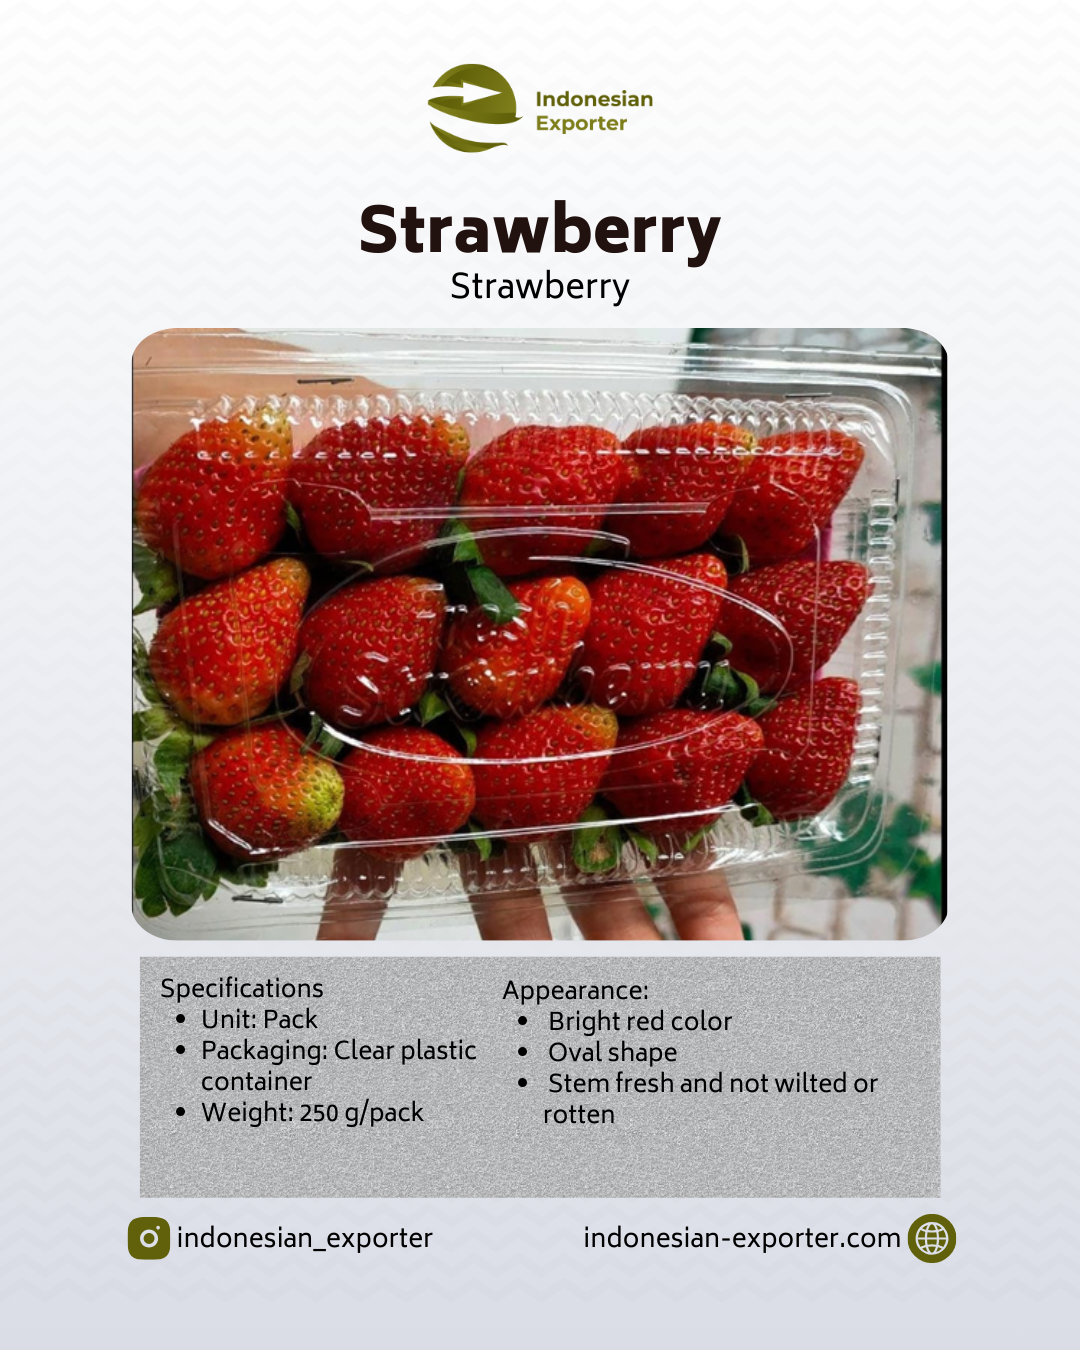 Indonesian
Exporter
Strawberry
Strawberry
Specifications
• Unit: Pack
• Packaging: Clear plastic
container
• Weight: 250 g/pack
Appearance:
• Bright red color
• Oval shape
• Stem fresh and not wilted or
rotten
indonesian_exporter
indonesian-exporter.com